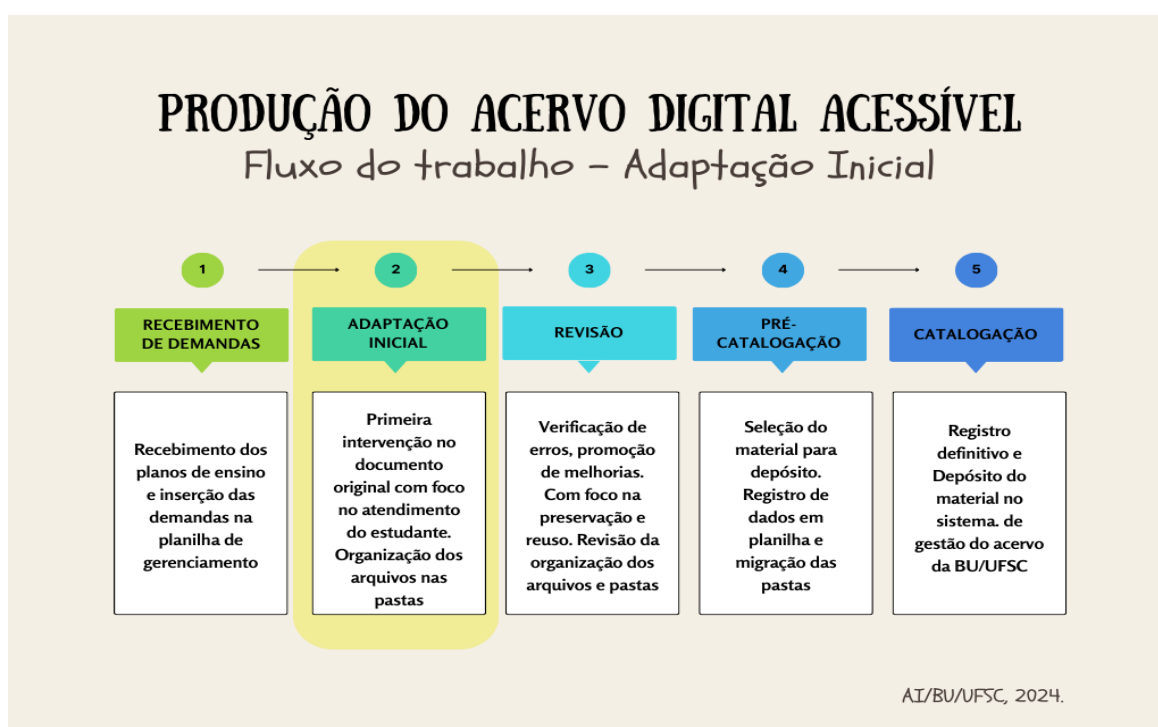 PRODUÇÃO DO ACERVO DIGITAL ACESSÍVEL
Fluxo do trabalho – Adaptação Inicial
1
2
3
4
5
RECEBIMENTO
DE DEMANDAS
ADAPTAÇÃO
INICIAL
REVISÃO
PRÉ-
CATALOGAÇÃO
CATALOGAÇÃO
Recebimento dos
planos de ensino
e inserção das
demandas na
planilha de
gerenciamento
Primeira
intervenção no
documento
original com foco
no atendimento
do estudante.
Organização dos
arquivos nas
pastas
Verificação de
erros, promoção
de melhorias.
Com foco na
preservação e
reuso. Revisão da
organização dos
arquivos e pastas
Seleção do
material para
depósito.
Registro de
dados em
planilha e
migração das
pastas
Registro
definitivo e
Depósito do
material no
sistema. de
gestão do acervo
da BU/UFSC
AI/BU/UFSC, 2024.